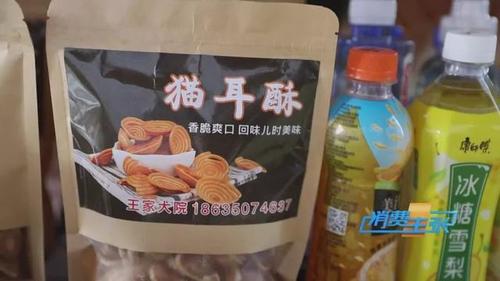 猫耳酥
香脆爽口 回味儿时美味
王家大院 18635074637
康师傅
冰糖雪梨
消费主张